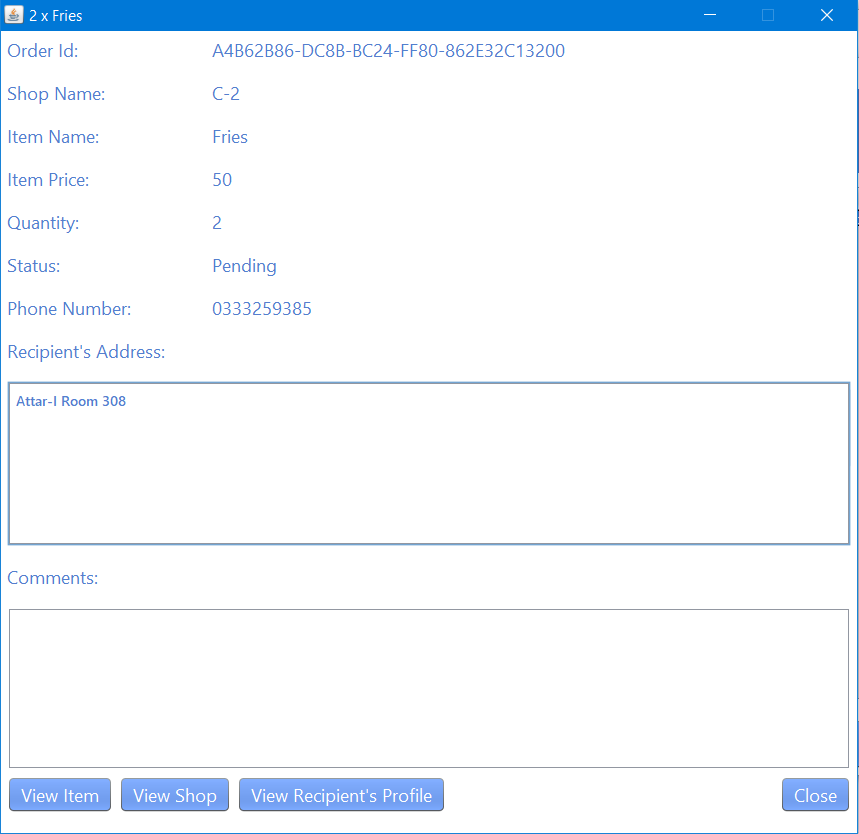 2 x Fries
Order Id: A4B62B86-DC8B-BC24-FF80-862E32C13200
Shop Name: C-2
Item Name: Fries
Item Price: 50
Quantity: 2
Status: Pending
Phone Number: 0333259385
Recipient's Address:
Attar-I Room 308
Comments:
View Item View Shop View Recipient's Profile Close